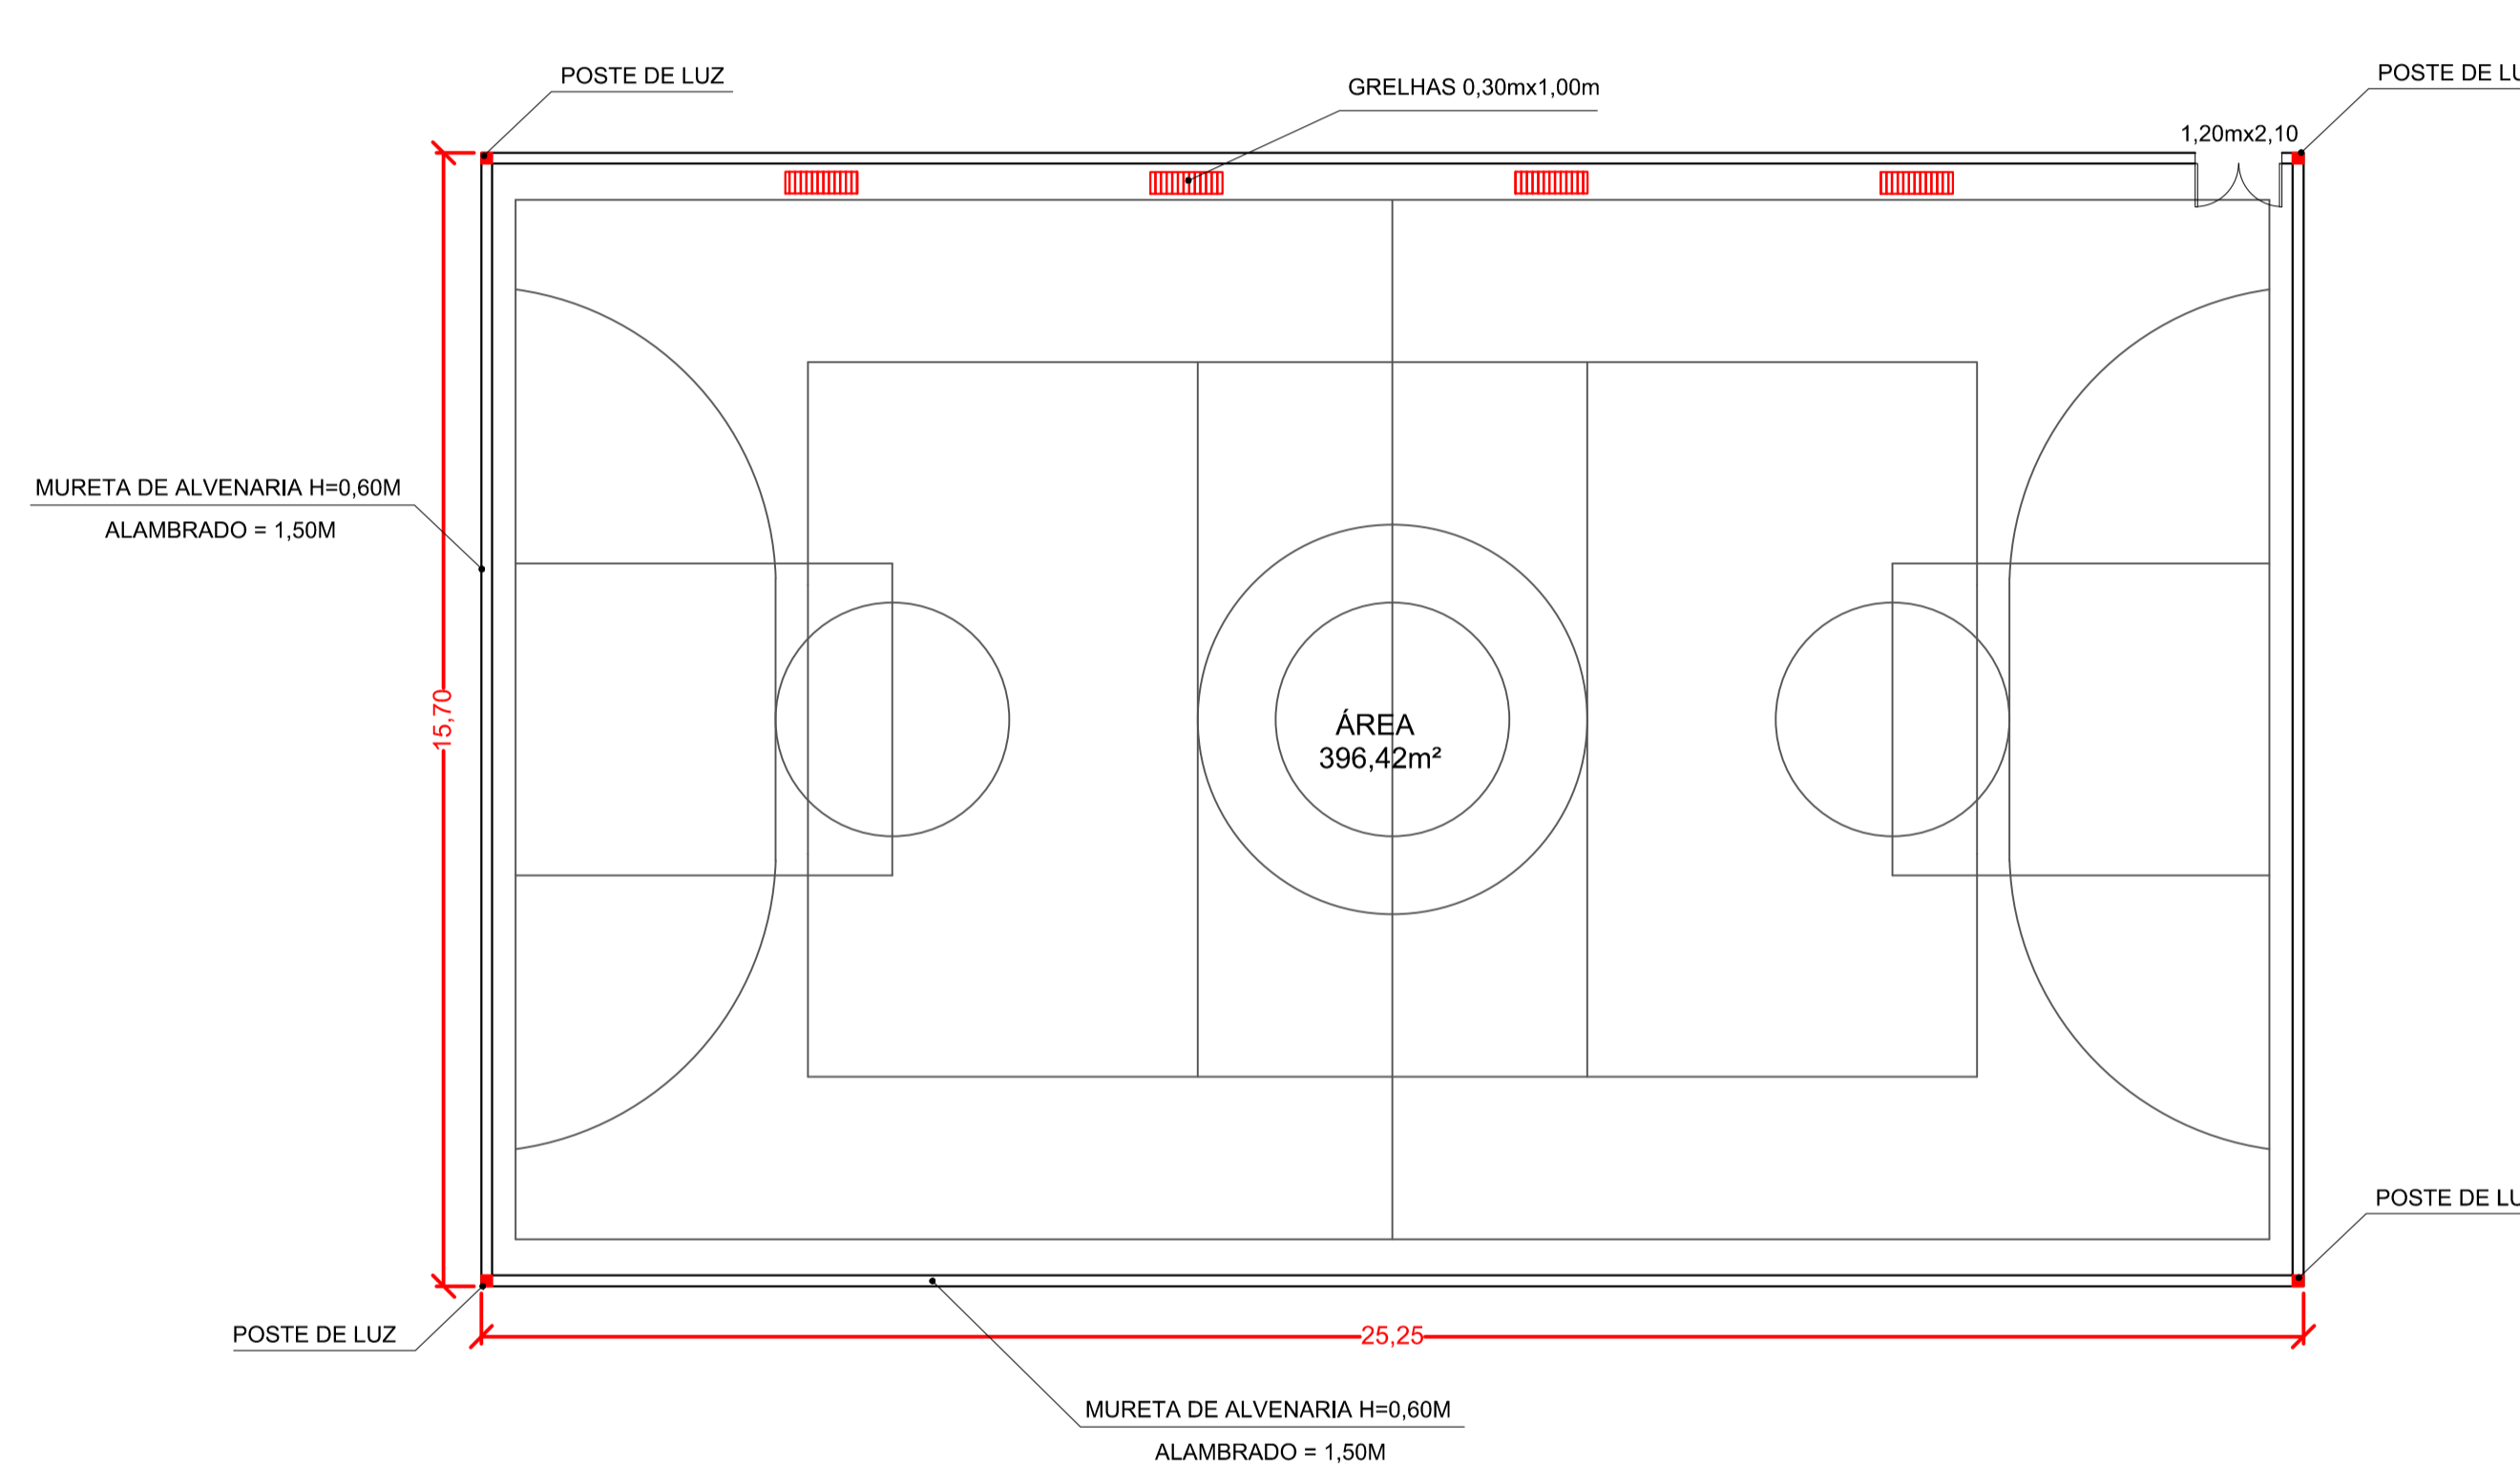 POSTE DE LUZ
GRELHAS 0,30mx1,00m
POSTE DE LU
1,20mx2,10
MURETA DE ALVENARIA H=0,60M
ALAMBRADO = 1,50M
15,70
ÁREA
396,42m²
POSTE DE LU
POSTE DE LUZ
25,25
MURETA DE ALVENARIA H=0,60M
ALAMBRADO = 1,50M